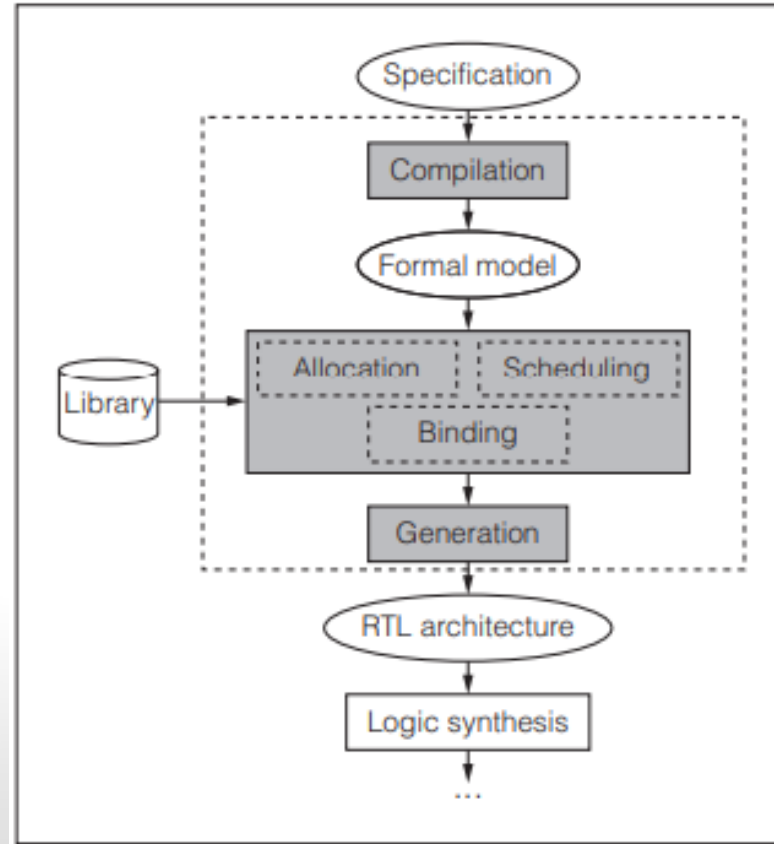 Specification
Compilation
Formal model
Allocation
Scheduling
Library
Binding
Generation
RTL architecture
Logic synthesis
...